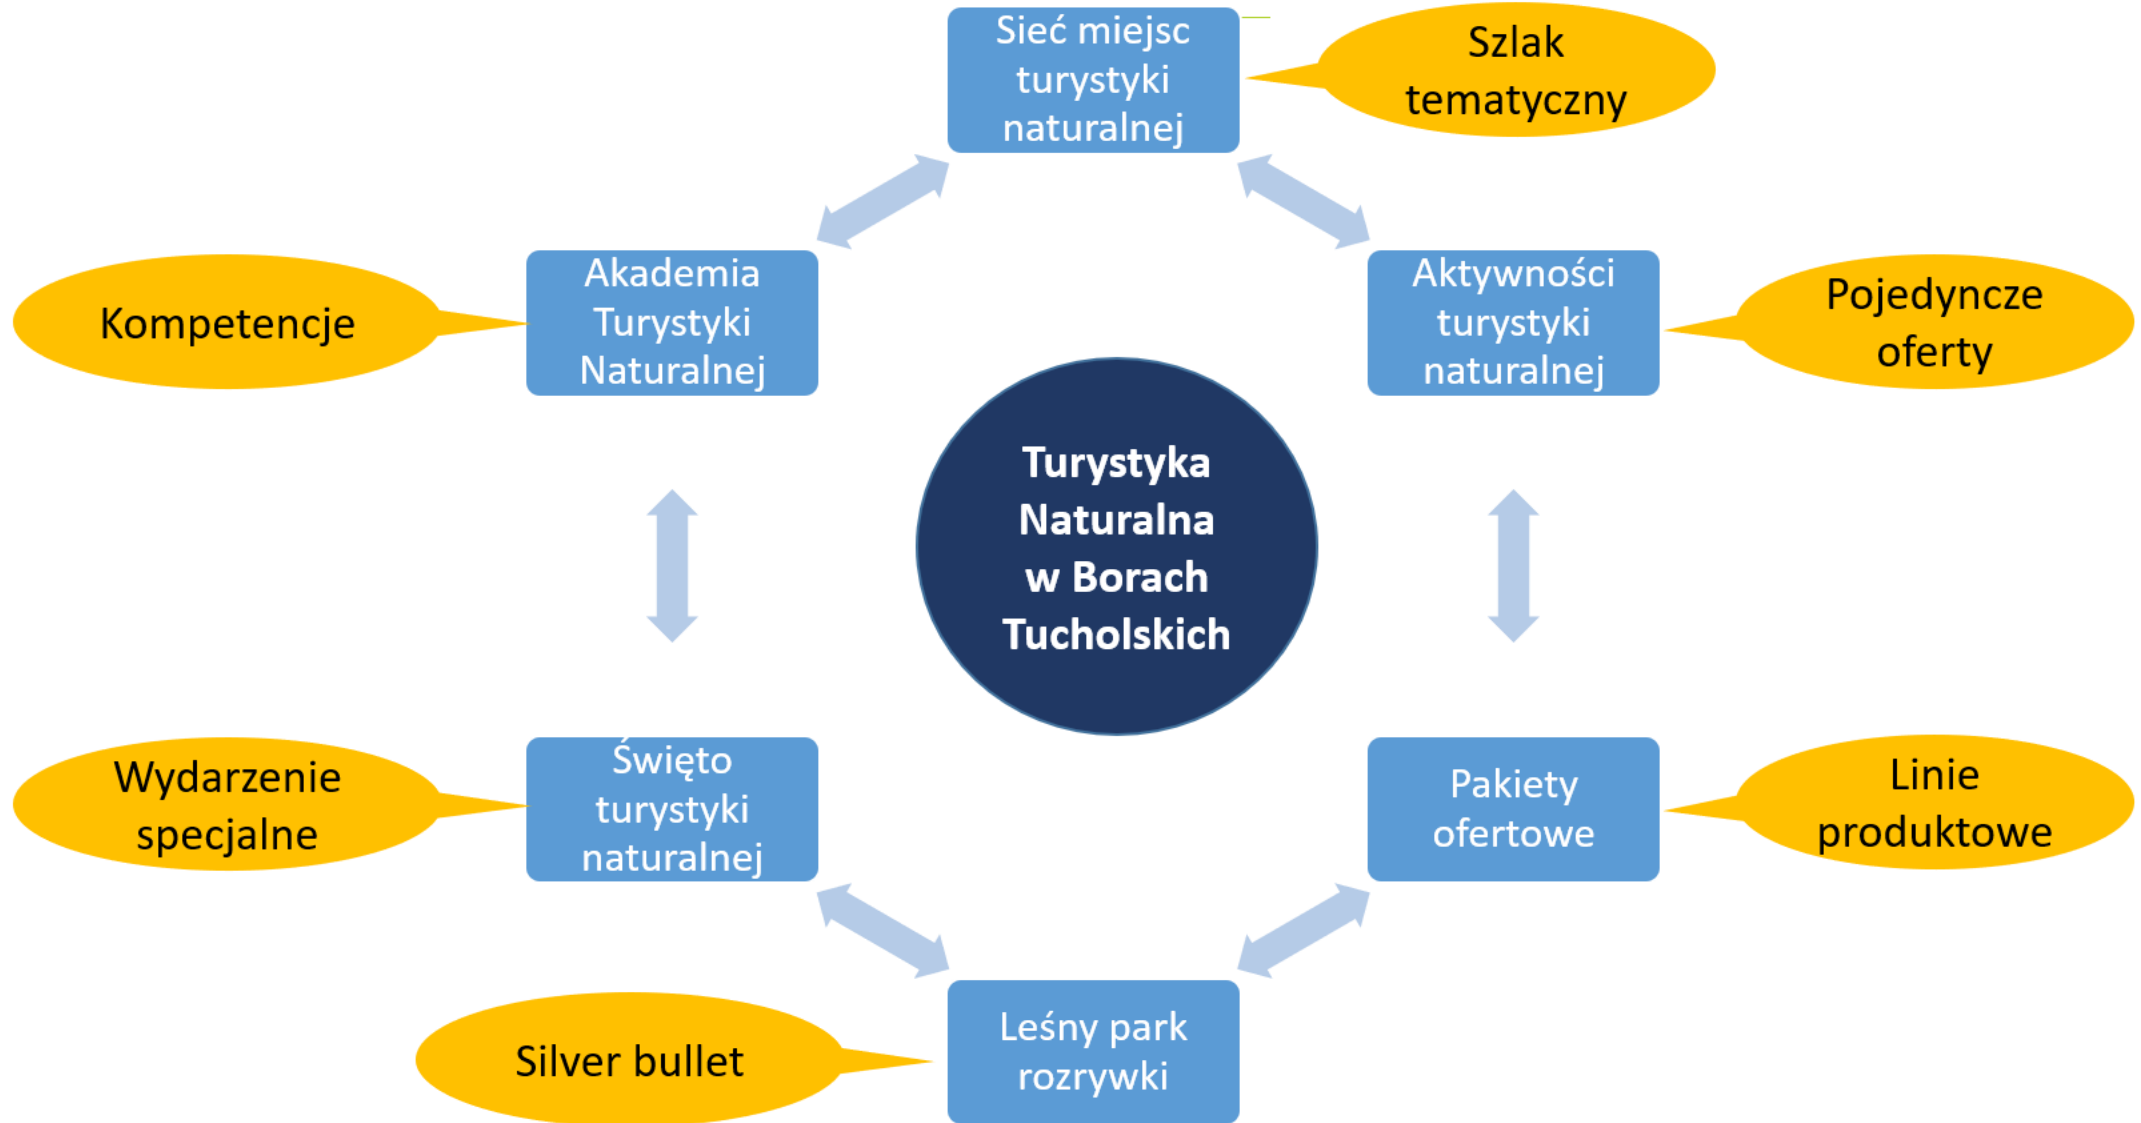 Sieć miejsc
turystyki
naturalnej
Szlak
tematyczny
Kompetencje
Akademia
Turystyki
Naturalnej
Aktywności
turystyki
naturalnej
Pojedyncze
oferty
Turystyka
Naturalna
w Borach
Tucholskich
Wydarzenie
specjalne
Święto
turystyki
naturalnej
Pakiety
ofertowe
Linie
produktowe
Silver bullet
Leśny park
rozrywki